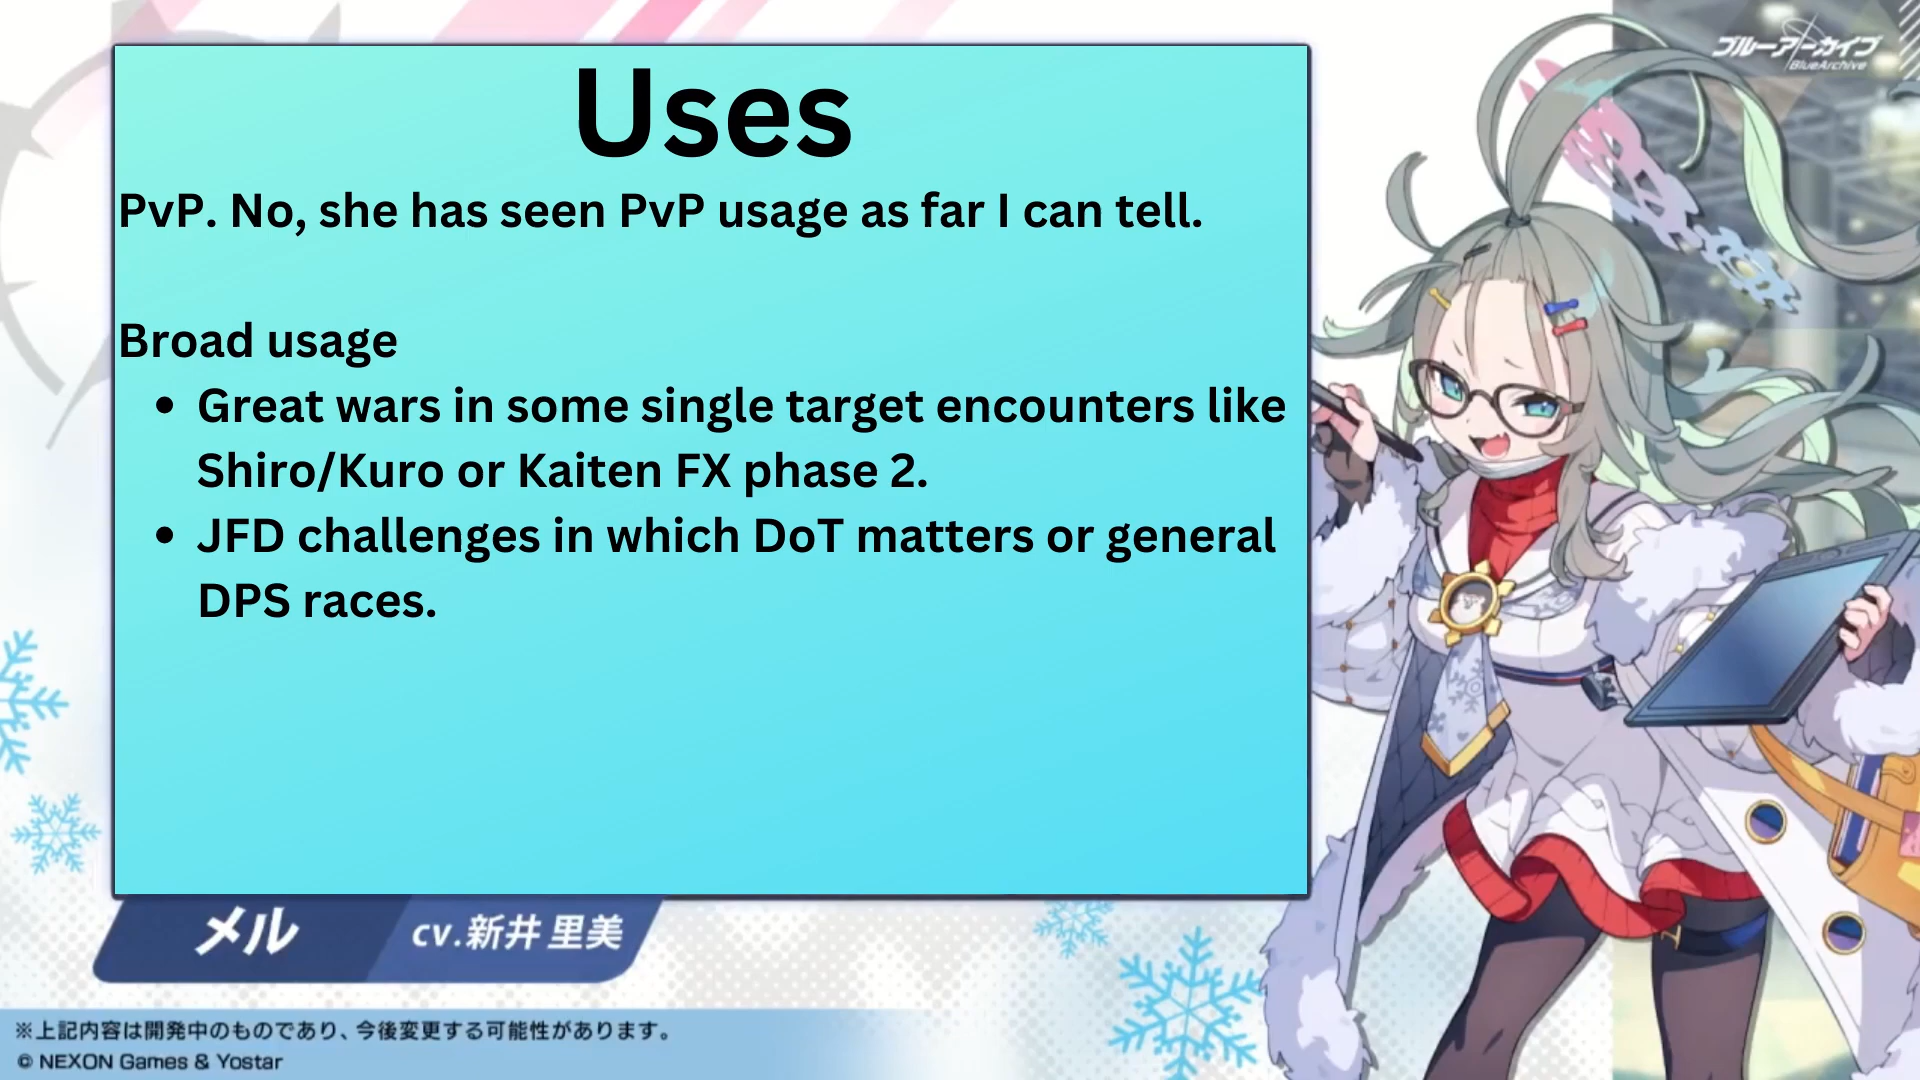 ブルーアーカイブ
BlueArchive
Uses
PvP. No, she has seen PvP usage as far I can tell.
Broad usage
• Great wars in some single target encounters like
Shiro/Kuro or Kaiten FX phase 2.
• JFD challenges in which DoT matters or general
DPS races.
メル
cv.新井 里美
※上記内容は開発中のものであり、今後変更する可能性があります。
© NEXON Games & Yostar